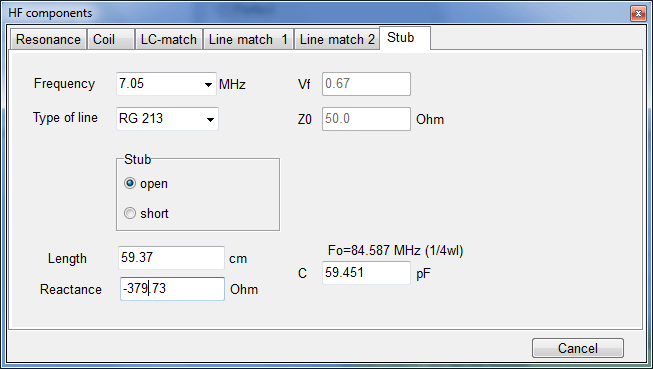 HF components
Resonance Coil LC-match Line match 1 Line match 2 Stub
Frequency 7.05 MHz Vf 0.67
Type of line RG 213 Z0 50.0 Ohm
Stub
open
short
Fo=84.587 MHz (1/4wl)
Length 59.37 cm
C 59.451 pF
Reactance -379.73 Ohm
Cancel